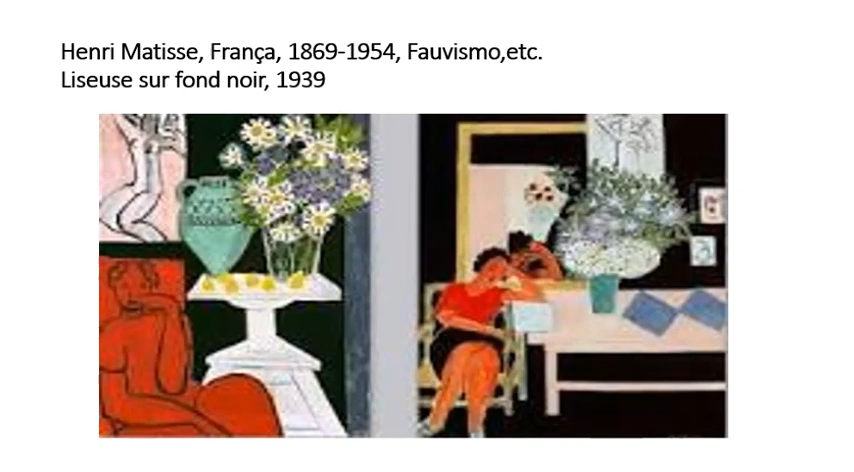 Henri Matisse, França, 1869-1954, Fauvismo,etc.
Liseuse sur fond noir, 1939